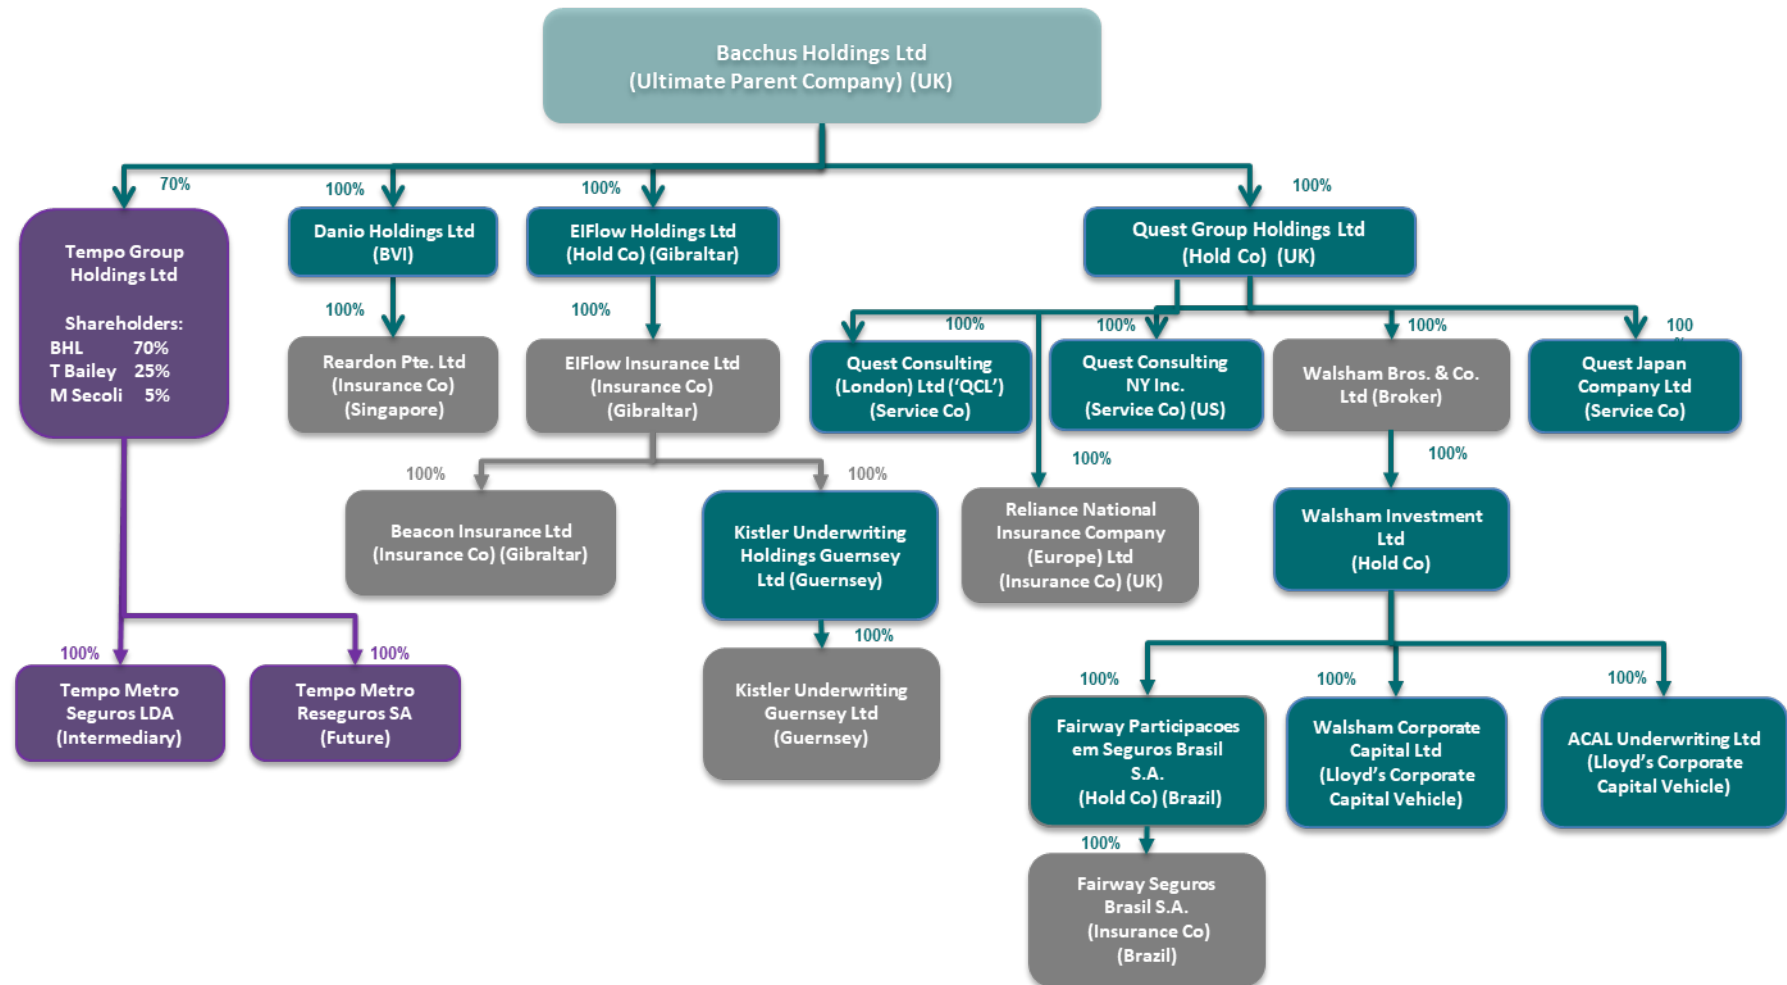 Bacchus Holdings Ltd
(Ultimate Parent Company) (UK)
70%
100%
100%
100%
Tempo Group
Holdings Ltd
Shareholders:
BHL 70%
T Bailey 25%
M Secoli 5%
Danio Holdings Ltd
(BVI)
ElFlow Holdings Ltd
(Hold Co) (Gibraltar)
Quest Group Holdings Ltd
(Hold Co) (UK)
100%
100%
100%
100%
100%
100
Reardon Pte. Ltd
(Insurance Co)
(Singapore)
ElFlow Insurance Ltd
(Insurance Co)
(Gibraltar)
Quest Consulting
(London) Ltd (‘QCL’)
(Service Co)
Quest Consulting
NY Inc.
(Service Co) (US)
Walsham Bros. & Co.
Ltd (Broker)
Quest Japan
Company Ltd
(Service Co)
100%
100%
100%
100%
Beacon Insurance Ltd
(Insurance Co) (Gibraltar)
Kistler Underwriting
Holdings Guernsey
Ltd (Guernsey)
Reliance National
Insurance Company
(Europe) Ltd
(Insurance Co) (UK)
Walsham Investment
Ltd
(Hold Co)
100%
100%
100%
100%
100%
100%
Tempo Metro
Seguros LDA
(Intermediary)
Tempo Metro
Reseguros SA
(Future)
Kistler Underwriting
Guernsey Ltd
(Guernsey)
Fairway Participacoes
em Seguros Brasil
S.A.
(Hold Co) (Brazil)
Walsham Corporate
Capital Ltd
(Lloyd’s Corporate
Capital Vehicle)
ACAL Underwriting Ltd
(Lloyd’s Corporate
Capital Vehicle)
100%
Fairway Seguros
Brasil S.A.
(Insurance Co)
(Brazil)